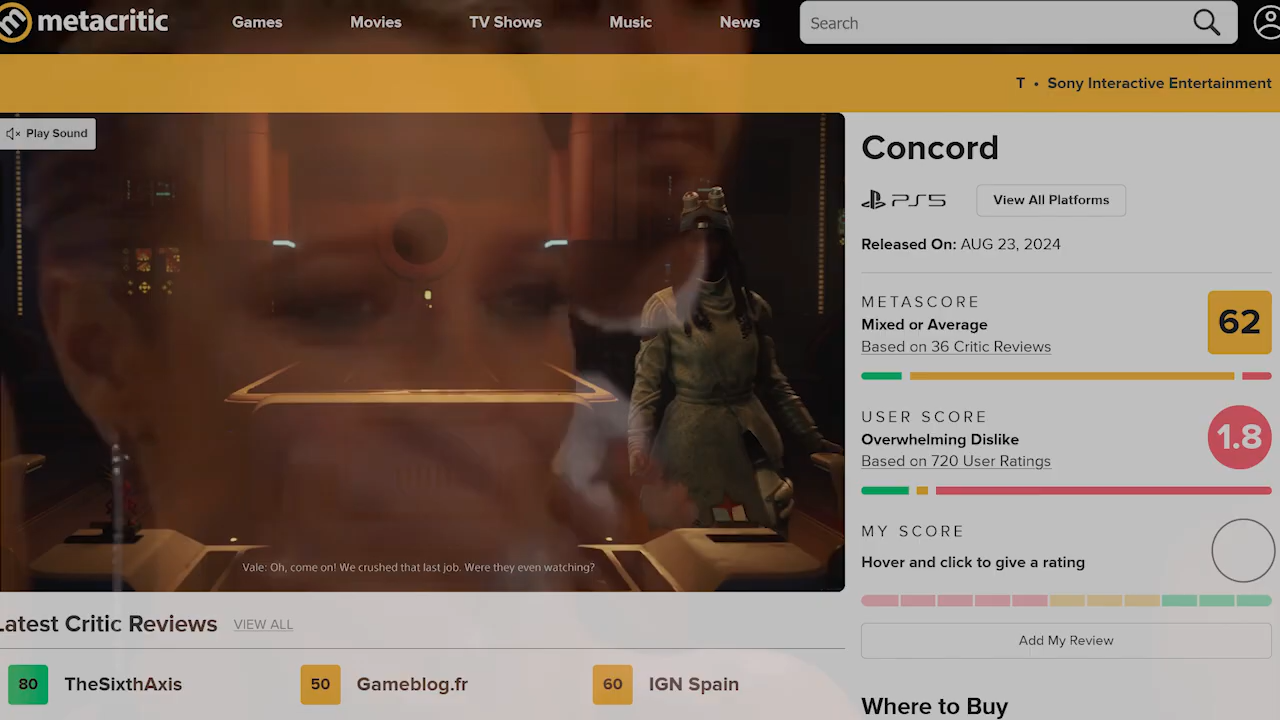 metacritic
Games Movies TV Shows Music News
Search
T • Sony Interactive Entertainment
Play Sound
Concord
PS5
View All Platforms
Released On: AUG 23, 2024
METASCORE
Mixed or Average
Based on 36 Critic Reviews
62
USER SCORE
Overwhelming Dislike
Based on 720 User Ratings
1.8
MY SCORE
Hover and click to give a rating
Add My Review
Where to Buy
Vale: Oh, come on! We crushed that last job. Were they even watching?
Latest Critic Reviews VIEW ALL
80 TheSixthAxis 50 Gameblog.fr 60 IGN Spain